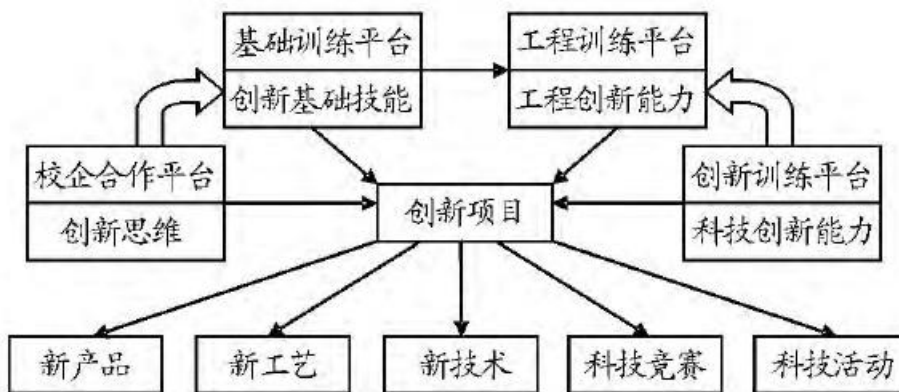 基础训练平台
创新基础技能
工程训练平台
工程创新能力
校企合作平台
创新思维
创新项目
创新训练平台
科技创新能力
新产品
新工艺
新技术
科技竞赛
科技活动